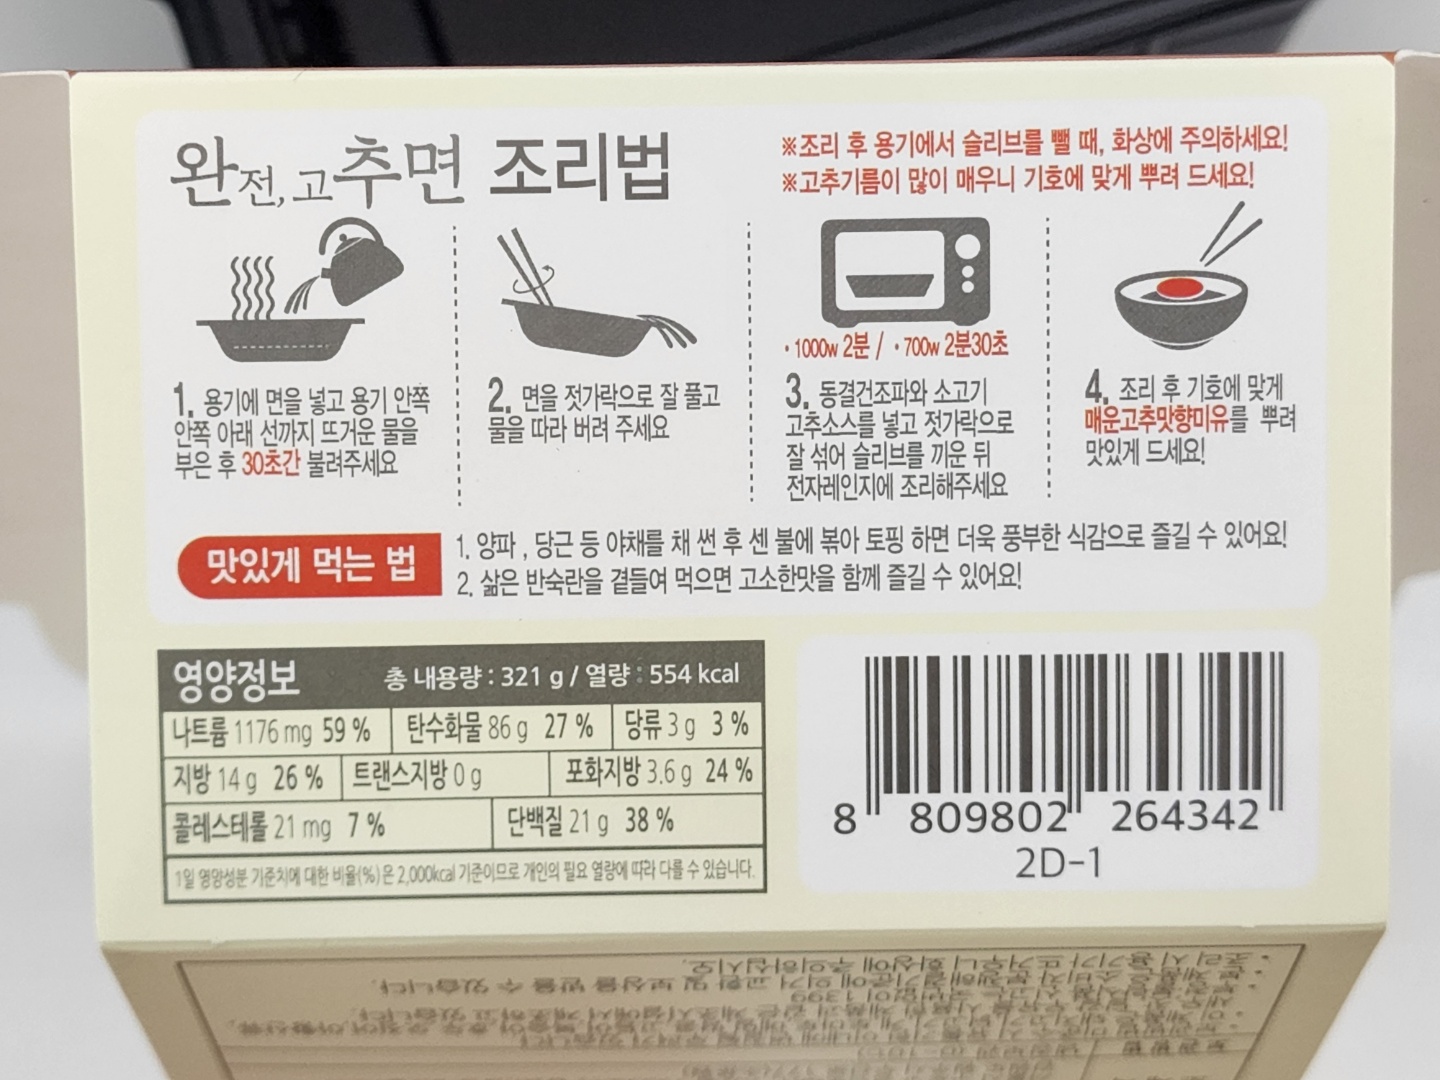 완전, 고추면 조리법
※조리 후 용기에서 슬리브를 뺄 때, 화상에 주의하세요!
※고추기름이 많이 매우니 기호에 맞게 뿌려 드세요!
1. 용기에 면을 넣고 용기 안쪽
안쪽 아래 선까지 뜨거운 물을
부은 후 30초간 불려주세요
2. 면을 젓가락으로 잘 풀고
물을 따라 버려 주세요
· 1000w 2분 / · 700w 2분30초
3. 동결건조파와 소고기
고추소스를 넣고 젓가락으로
잘 섞어 슬리브를 끼운 뒤
전자레인지에 조리해주세요
4. 조리 후 기호에 맞게
매운고추맛향미유를 뿌려
맛있게 드세요!
맛있게 먹는 법
1. 양파 , 당근 등 야채를 채 썬 후 센 불에 볶아 토핑 하면 더욱 풍부한 식감으로 즐길 수 있어요!
2. 삶은 반숙란을 곁들여 먹으면 고소한맛을 함께 즐길 수 있어요!
영양정보 총 내용량 : 321 g / 열량 : 554 kcal
나트륨 1176 mg 59 % 탄수화물 86 g 27 % 당류 3 g 3 %
지방 14 g 26 % 트랜스지방 0 g 포화지방 3.6 g 24 %
콜레스테롤 21 mg 7 % 단백질 21 g 38 %
1일 영양성분 기준치에 대한 비율(%)은 2,000kcal 기준이므로 개인의 필요 열량에 따라 다를 수 있습니다.
8 809802 264342
2D-1